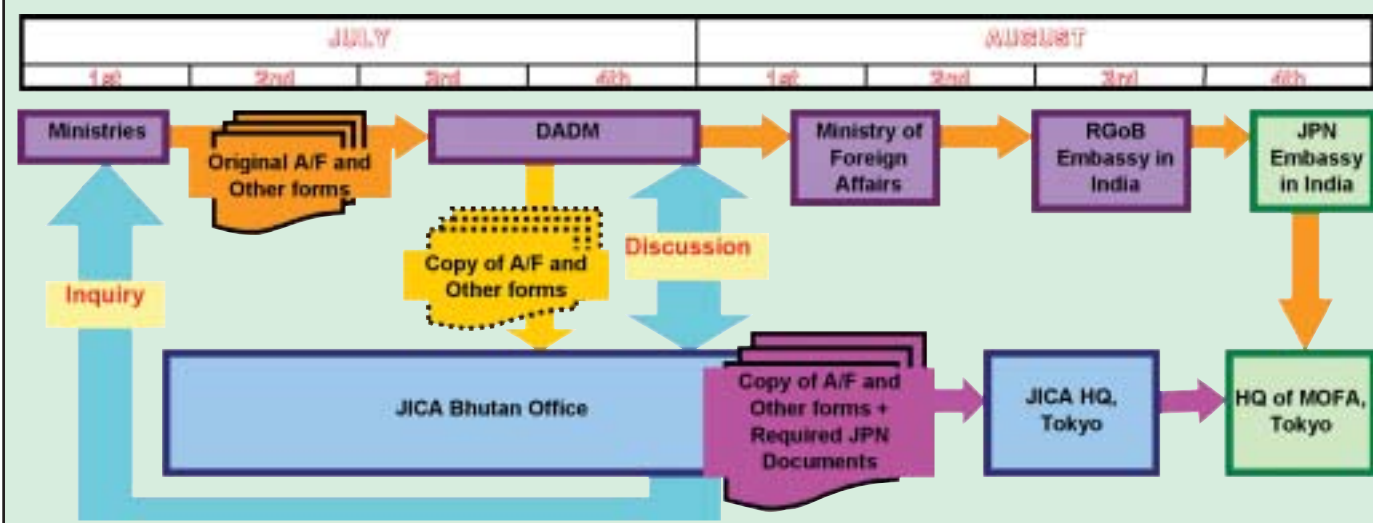 JULY
AUGUST
1st
2nd
3rd
4th
1st
2nd
3rd
4th
Ministries
Original A/F and
Other forms
DADM
Ministry of
Foreign
Affairs
RGoB
Embassy in
India
JPN
Embassy
in India
Copy of A/F and
Other forms
Discussion
Inquiry
JICA Bhutan Office
Copy of A/F and
Other forms +
Required JPN
Documents
JICA HQ,
Tokyo
HQ of MOFA,
Tokyo